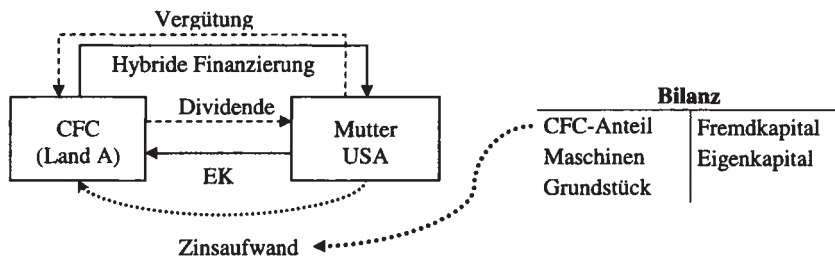 Vergütung
Hybride Finanzierung
CFC
(Land A)
Dividende
EK
Mutter
USA
Zinsaufwand
Bilanz
CFC-Anteil Fremdkapital
Maschinen Eigenkapital
Grundstück